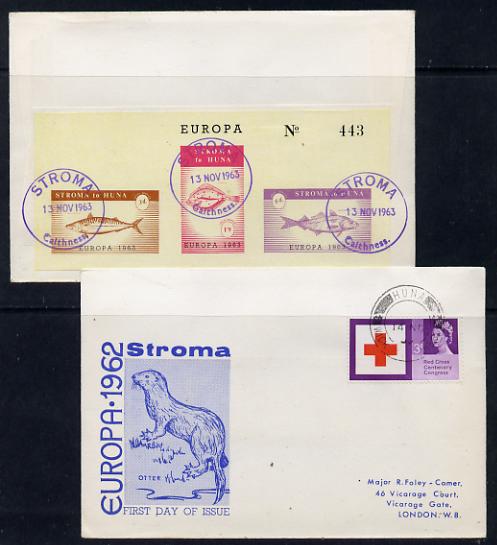 EUROPA No 443
STROMA 13 NOV 1963 Caithness.
STROMA 13 NOV 1963 Caithness.
STROMA 13 NOV 1963 Caithness.
STROMA to HUNA
EUROPA 1963
STROMA to HUNA
1'-
EUROPA 1963
STROMA to HUNA
EUROPA 1963
EUROPA·1962
Stroma
OTTER
FIRST DAY OF ISSUE
HUNA
14
3D
Red Cross
Centenary
Congress
Major R. Foley - Comer,
46 Vicarage Court,
Vicarage Gate,
LONDON. W.8.